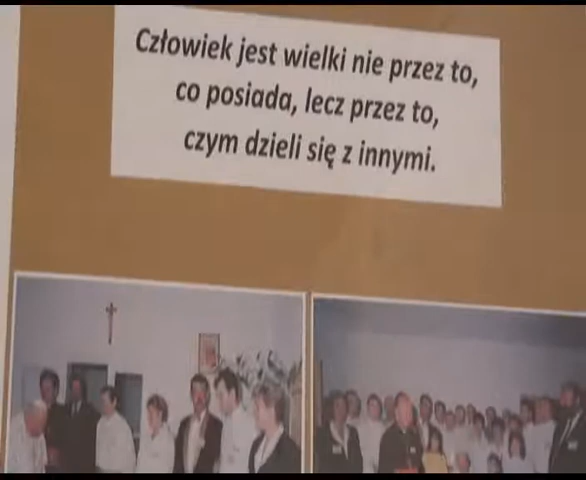 Człowiek jest wielki nie przez to,
co posiada, lecz przez to,
czym dzieli się z innymi.